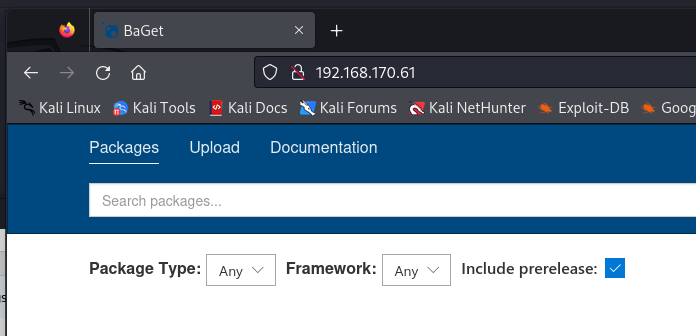 BaGet
192.168.170.61
Kali Linux Kali Tools Kali Docs Kali Forums Kali NetHunter Exploit-DB Goog
Packages Upload Documentation
Search packages...
Package Type: Any Framework: Any Include prerelease: